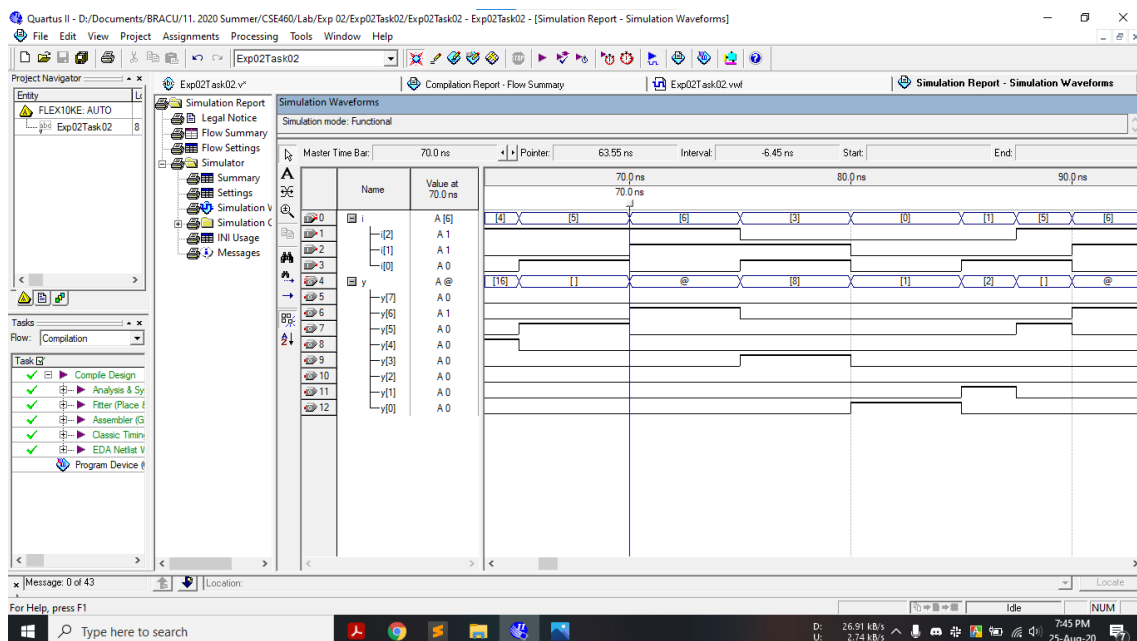 Quartus II - D:/Documents/BRACU/11. 2020 Summer/CSE460/Lab/Exp 02/Exp02Task02/Exp02Task02 - Exp02Task02 - [Simulation Report - Simulation Waveforms]
File Edit View Project Assignments Processing Tools Window Help
Exp02Task02
Project Navigator
Entity
FLEX10KE: AUTO
Exp02Task02 8
Exp02Task02.v*
Compilation Report - Flow Summary
Exp02Task02.vwf
Simulation Report - Simulation Waveforms
Simulation Report
Legal Notice
Flow Summary
Flow Settings
Simulator
Summary
Settings
Simulation
Simulation
INI Usage
Messages
Simulation Waveforms
Simulation mode: Functional
Master Time Bar: 70.0 ns Pointer: 63.55 ns Interval: -6.45 ns Start: End:
Name Value at 70.0 ns
70.0 ns 80.0 ns 90.0 ns
70.0 ns
0 i A [6] [4] [5] [6] [3] [0] [1] [5] [6]
1 i[2] A 1
2 i[1] A 1
3 i[0] A 0
4 y A @ [16] [ ] @ [8] [1] [2] [ ] @
5 y[7] A 0
6 y[6] A 1
7 y[5] A 0
8 y[4] A 0
9 y[3] A 0
10 y[2] A 0
11 y[1] A 0
12 y[0] A 0
Tasks
Flow: Compilation
Task
Compile Design
Analysis & Sy
Fitter (Place &
Assembler (G
Classic Timin
EDA Netlist W
Program Device (
Message: 0 of 43 Location: Locate
For Help, press F1 Idle NUM
Type here to search
D: 26.91 kB/s
U: 2.74 kB/s
7:45 PM
25-Aug-20